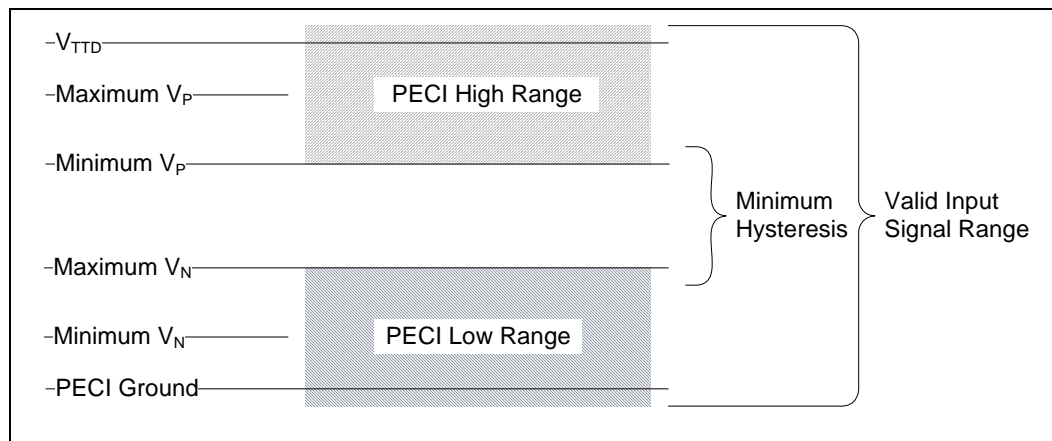 V_TTD
Maximum V_P
PECI High Range
Minimum V_P
Minimum
Hysteresis
Valid Input
Signal Range
Maximum V_N
Minimum V_N
PECI Low Range
PECI Ground